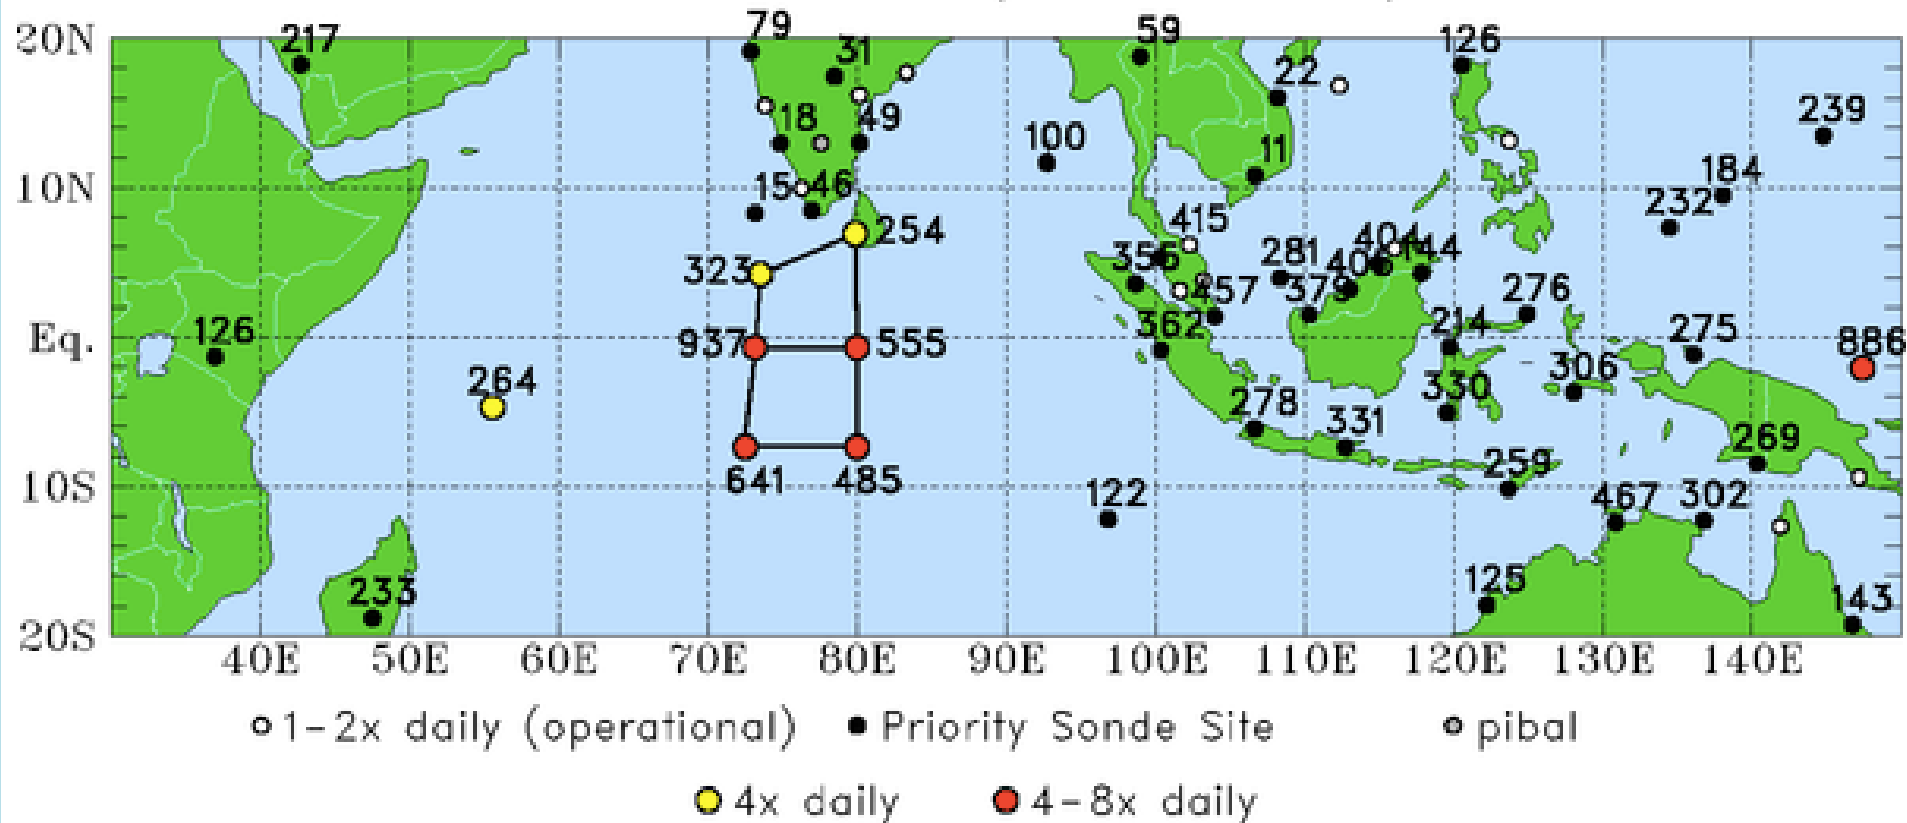 20N 217 79 31 59 126
22
18 49 100 11 239
10N 15 46 184
232
254 415
323 356 281 404 144
406
457 379 276
Eq. 126 937 555 362 214 275 886
264 306
278 331 330
269
641 485 122 259
10S 467 302
233 125 143
20S
40E 50E 60E 70E 80E 90E 100E 110E 120E 130E 140E
1-2x daily (operational) Priority Sonde Site pibal
4x daily 4-8x daily